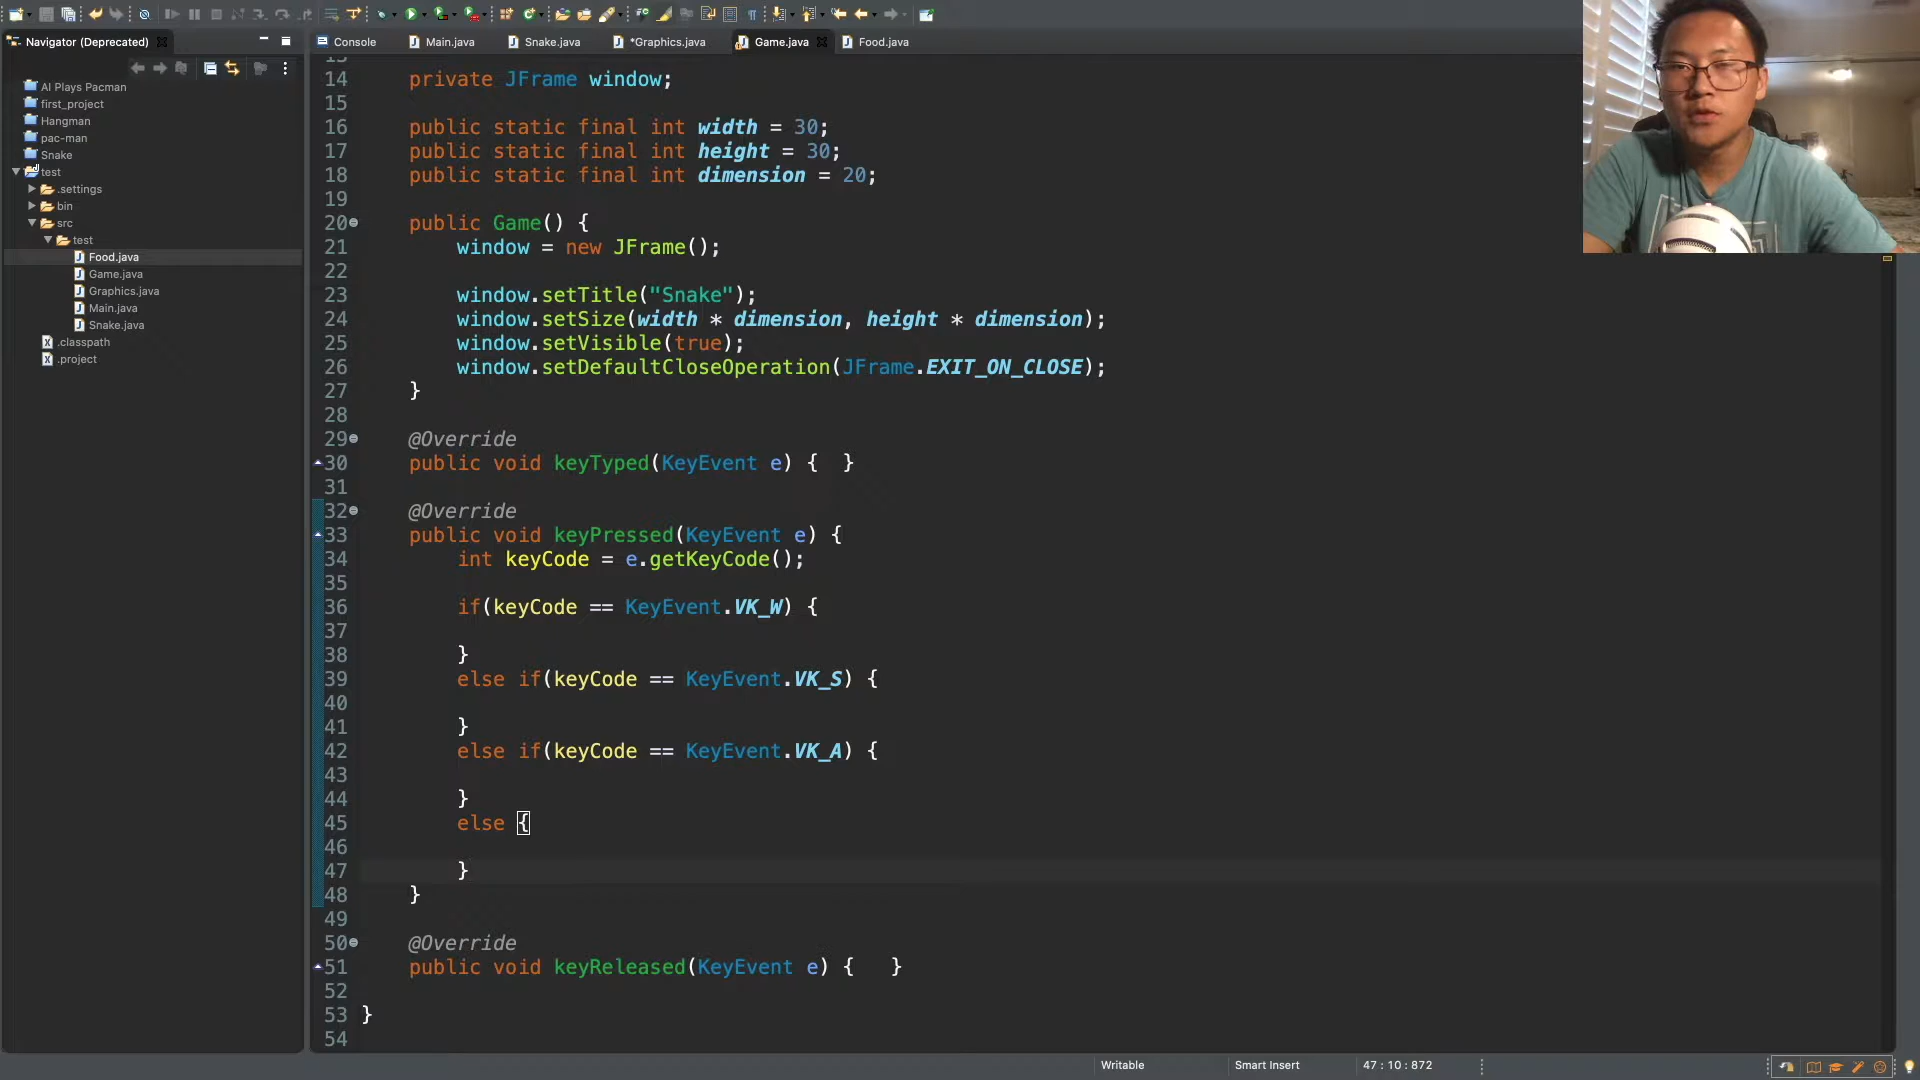 Navigator (Deprecated)
Console
Main.java
Snake.java
*Graphics.java
Game.java
Food.java
AI Plays Pacman
first_project
Hangman
pac-man
Snake
test
.settings
bin
src
test
Food.java
Game.java
Graphics.java
Main.java
Snake.java
.classpath
.project
14 private JFrame window;
15
16 public static final int width = 30;
17 public static final int height = 30;
18 public static final int dimension = 20;
19
20 public Game() {
21 window = new JFrame();
22
23 window.setTitle("Snake");
24 window.setSize(width * dimension, height * dimension);
25 window.setVisible(true);
26 window.setDefaultCloseOperation(JFrame.EXIT_ON_CLOSE);
27 }
28
29 @Override
30 public void keyTyped(KeyEvent e) { }
31
32 @Override
33 public void keyPressed(KeyEvent e) {
34 int keyCode = e.getKeyCode();
35
36 if(keyCode == KeyEvent.VK_W) {
37
38 }
39 else if(keyCode == KeyEvent.VK_S) {
40
41 }
42 else if(keyCode == KeyEvent.VK_A) {
43
44 }
45 else {
46
47 }
48 }
49
50 @Override
51 public void keyReleased(KeyEvent e) { }
52
53 }
54
Writable
Smart Insert
47 : 10 : 872